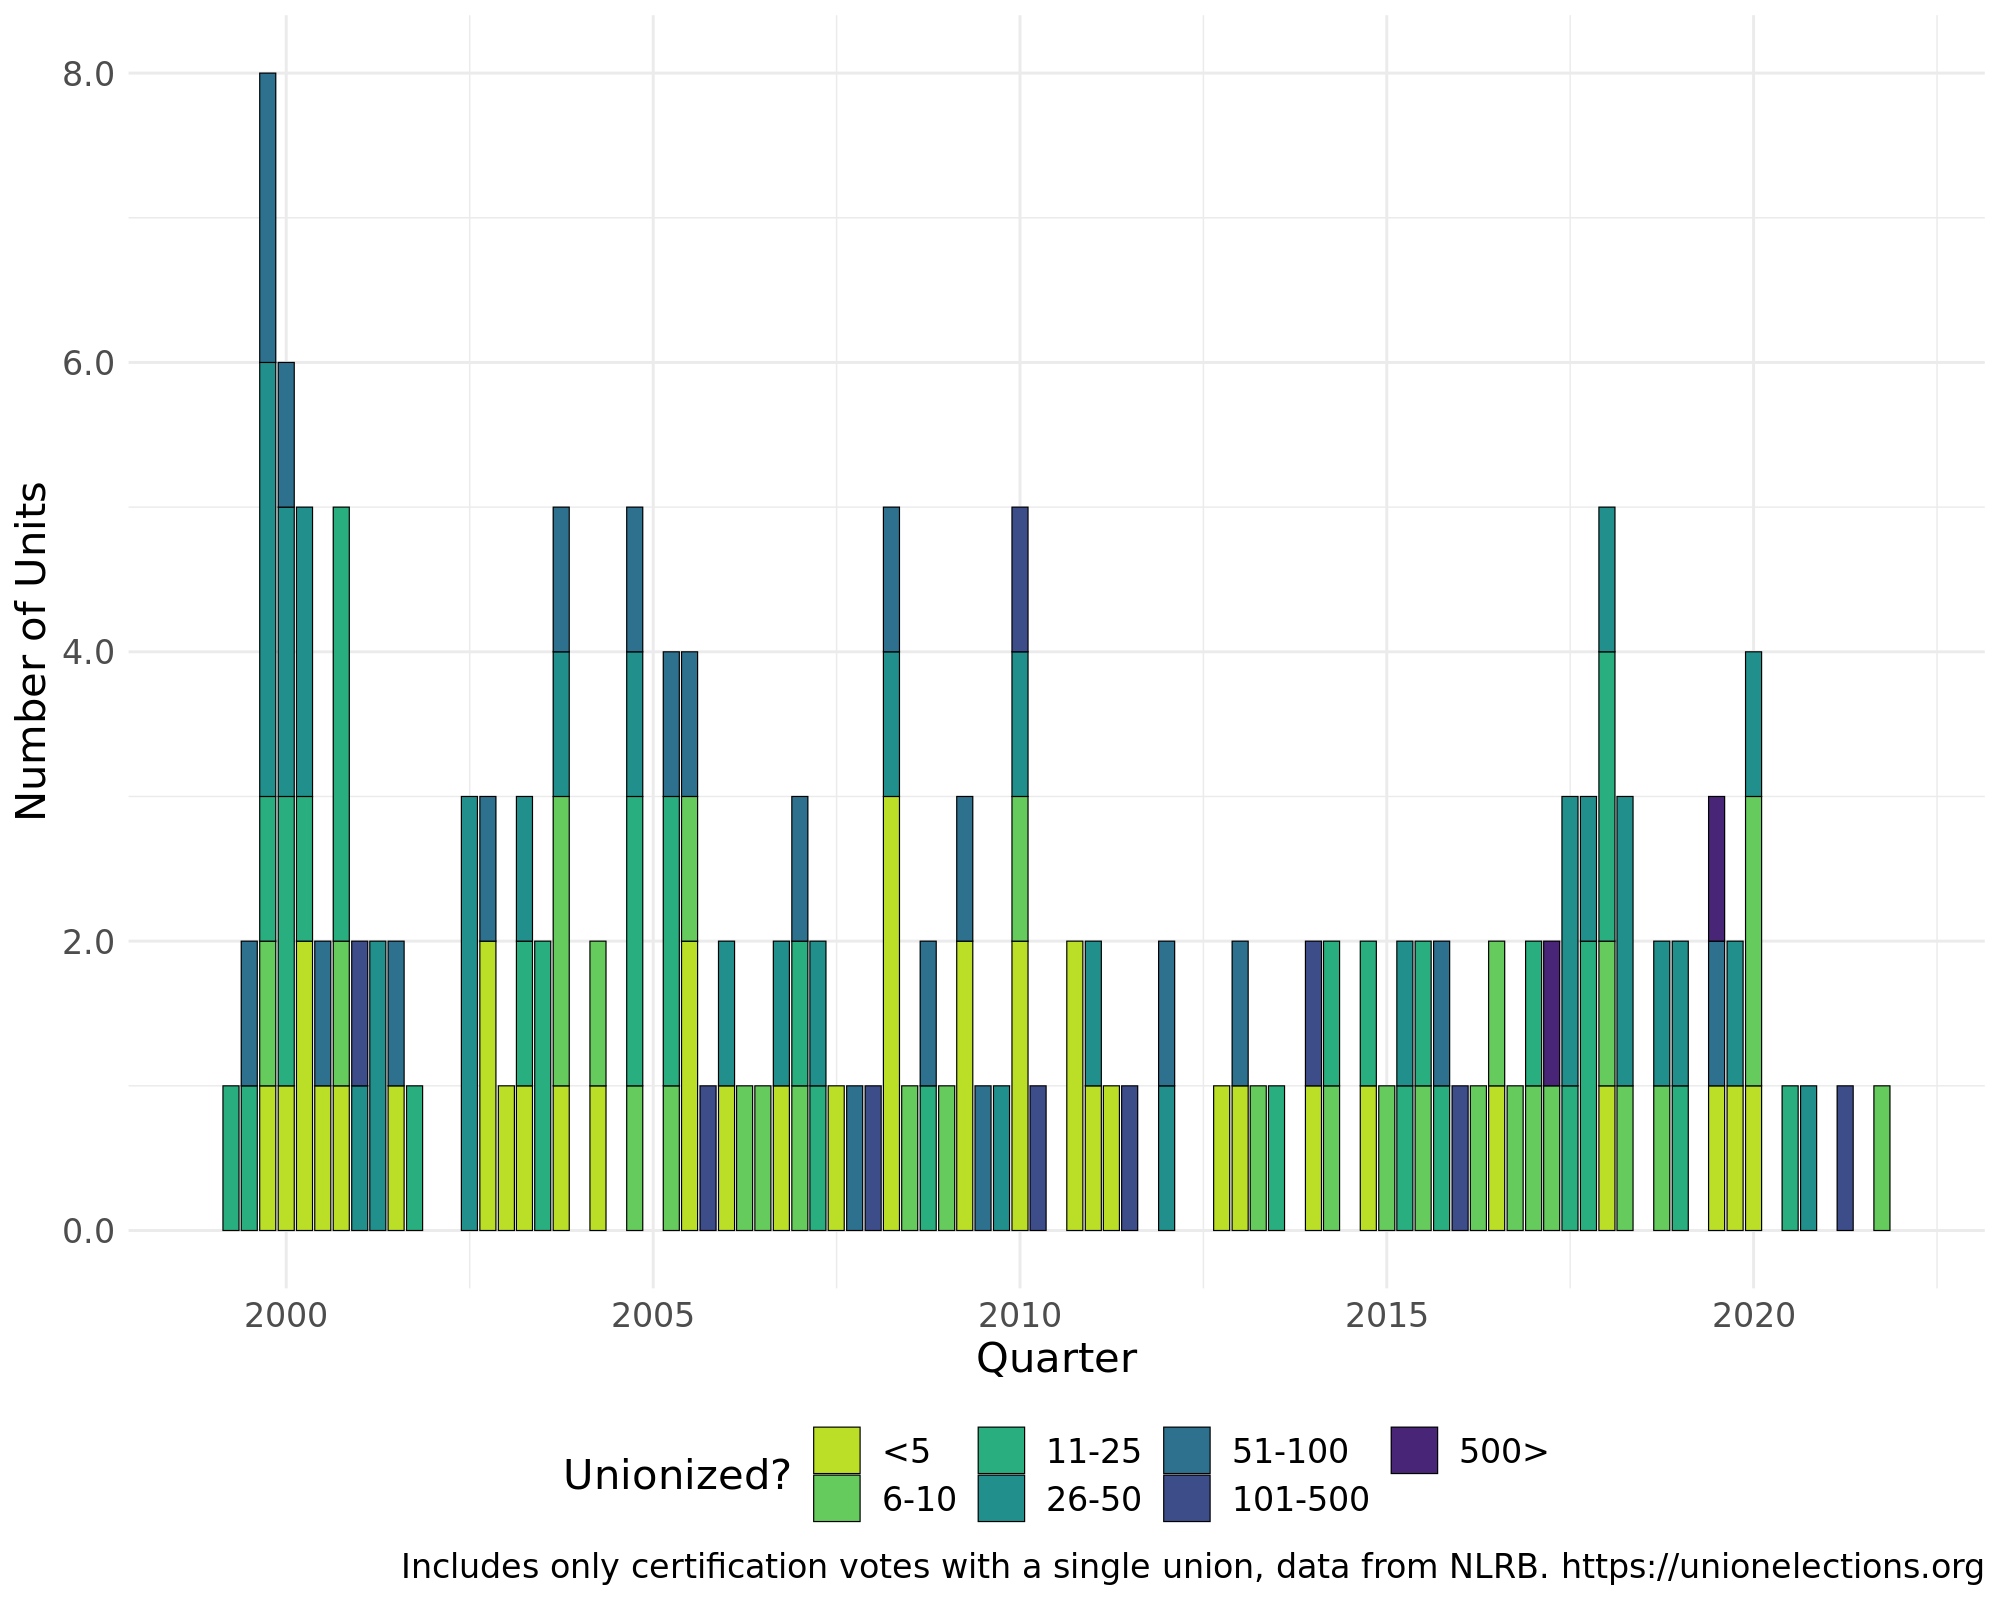 8.0
6.0
4.0
2.0
0.0
Number of Units
2000 2005 2010 2015 2020
Quarter
Unionized?
<5 11-25 51-100 500>
6-10 26-50 101-500
Includes only certification votes with a single union, data from NLRB. https://unionelections.org